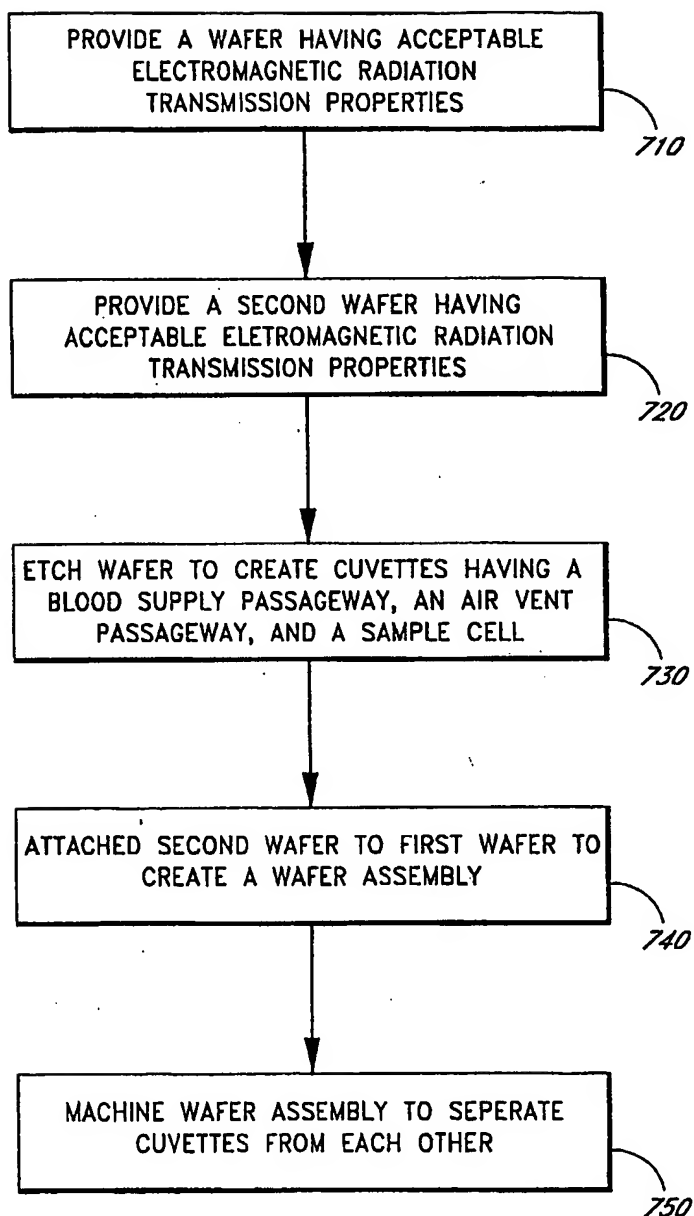 PROVIDE A WAFER HAVING ACCEPTABLE
ELECTROMAGNETIC RADIATION
TRANSMISSION PROPERTIES
710
PROVIDE A SECOND WAFER HAVING
ACCEPTABLE ELETROMAGNETIC RADIATION
TRANSMISSION PROPERTIES
720
ETCH WAFER TO CREATE CUVETTES HAVING A
BLOOD SUPPLY PASSAGEWAY, AN AIR VENT
PASSAGEWAY, AND A SAMPLE CELL
730
ATTACHED SECOND WAFER TO FIRST WAFER TO
CREATE A WAFER ASSEMBLY
740
MACHINE WAFER ASSEMBLY TO SEPERATE
CUVETTES FROM EACH OTHER
750